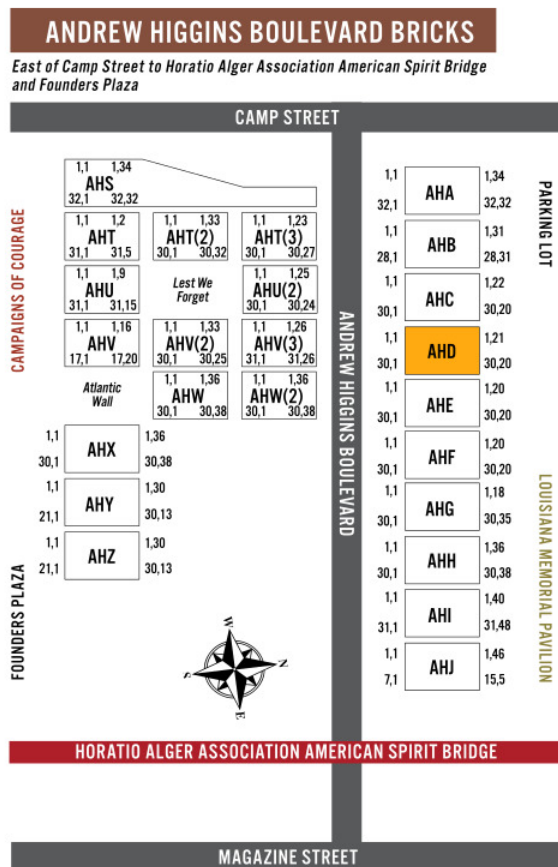 ANDREW HIGGINS BOULEVARD BRICKS
East of Camp Street to Horatio Alger Association American Spirit Bridge
and Founders Plaza
CAMP STREET
CAMPAIGNS OF COURAGE
FOUNDERS PLAZA
1,1 1,34
AHS
32,1 32,32
1,1 1,2
AHT
31,1 31,5
1,1 1,33
AHT(2)
30,1 30,32
1,1 1,23
AHT(3)
30,1 30,27
1,1 1,9
AHU
31,1 31,15
Lest We
Forget
1,1 1,25
AHU(2)
30,1 30,24
1,1 1,16
AHV
17,1 17,20
1,1 1,33
AHV(2)
30,1 30,25
1,1 1,26
AHV(3)
31,1 31,26
Atlantic
Wall
1,1 1,36
AHW
30,1 30,38
1,1 1,36
AHW(2)
30,1 30,38
1,1 1,36
AHX
30,1 30,38
1,1 1,30
AHY
21,1 30,13
1,1 1,30
AHZ
21,1 30,13
W
N
S
E
ANDREW HIGGINS BOULEVARD
1,1 1,34
AHA
32,1 32,32
1,1 1,31
AHB
28,1 28,31
1,1 1,22
AHC
30,1 30,20
1,1 1,21
AHD
30,1 30,20
1,1 1,20
AHE
30,1 30,20
1,1 1,20
AHF
30,1 30,20
1,1 1,18
AHG
30,1 30,35
1,1 1,36
AHH
30,1 30,38
1,1 1,40
AHI
31,1 31,48
1,1 1,46
AHJ
7,1 15,5
PARKING LOT
LOUISIANA MEMORIAL PAVILION
HORATIO ALGER ASSOCIATION AMERICAN SPIRIT BRIDGE
MAGAZINE STREET